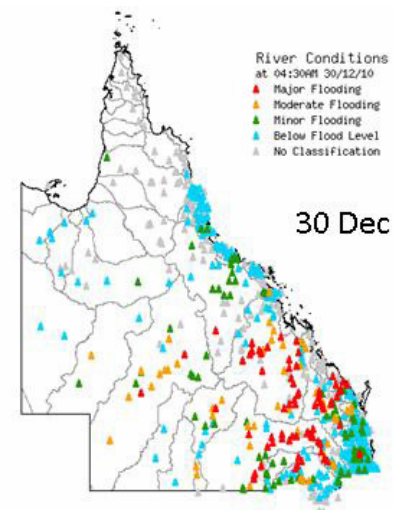 River Conditions
at 04:30AM 30/12/10
Major Flooding
Moderate Flooding
Minor Flooding
Below Flood Level
No Classification
30 Dec